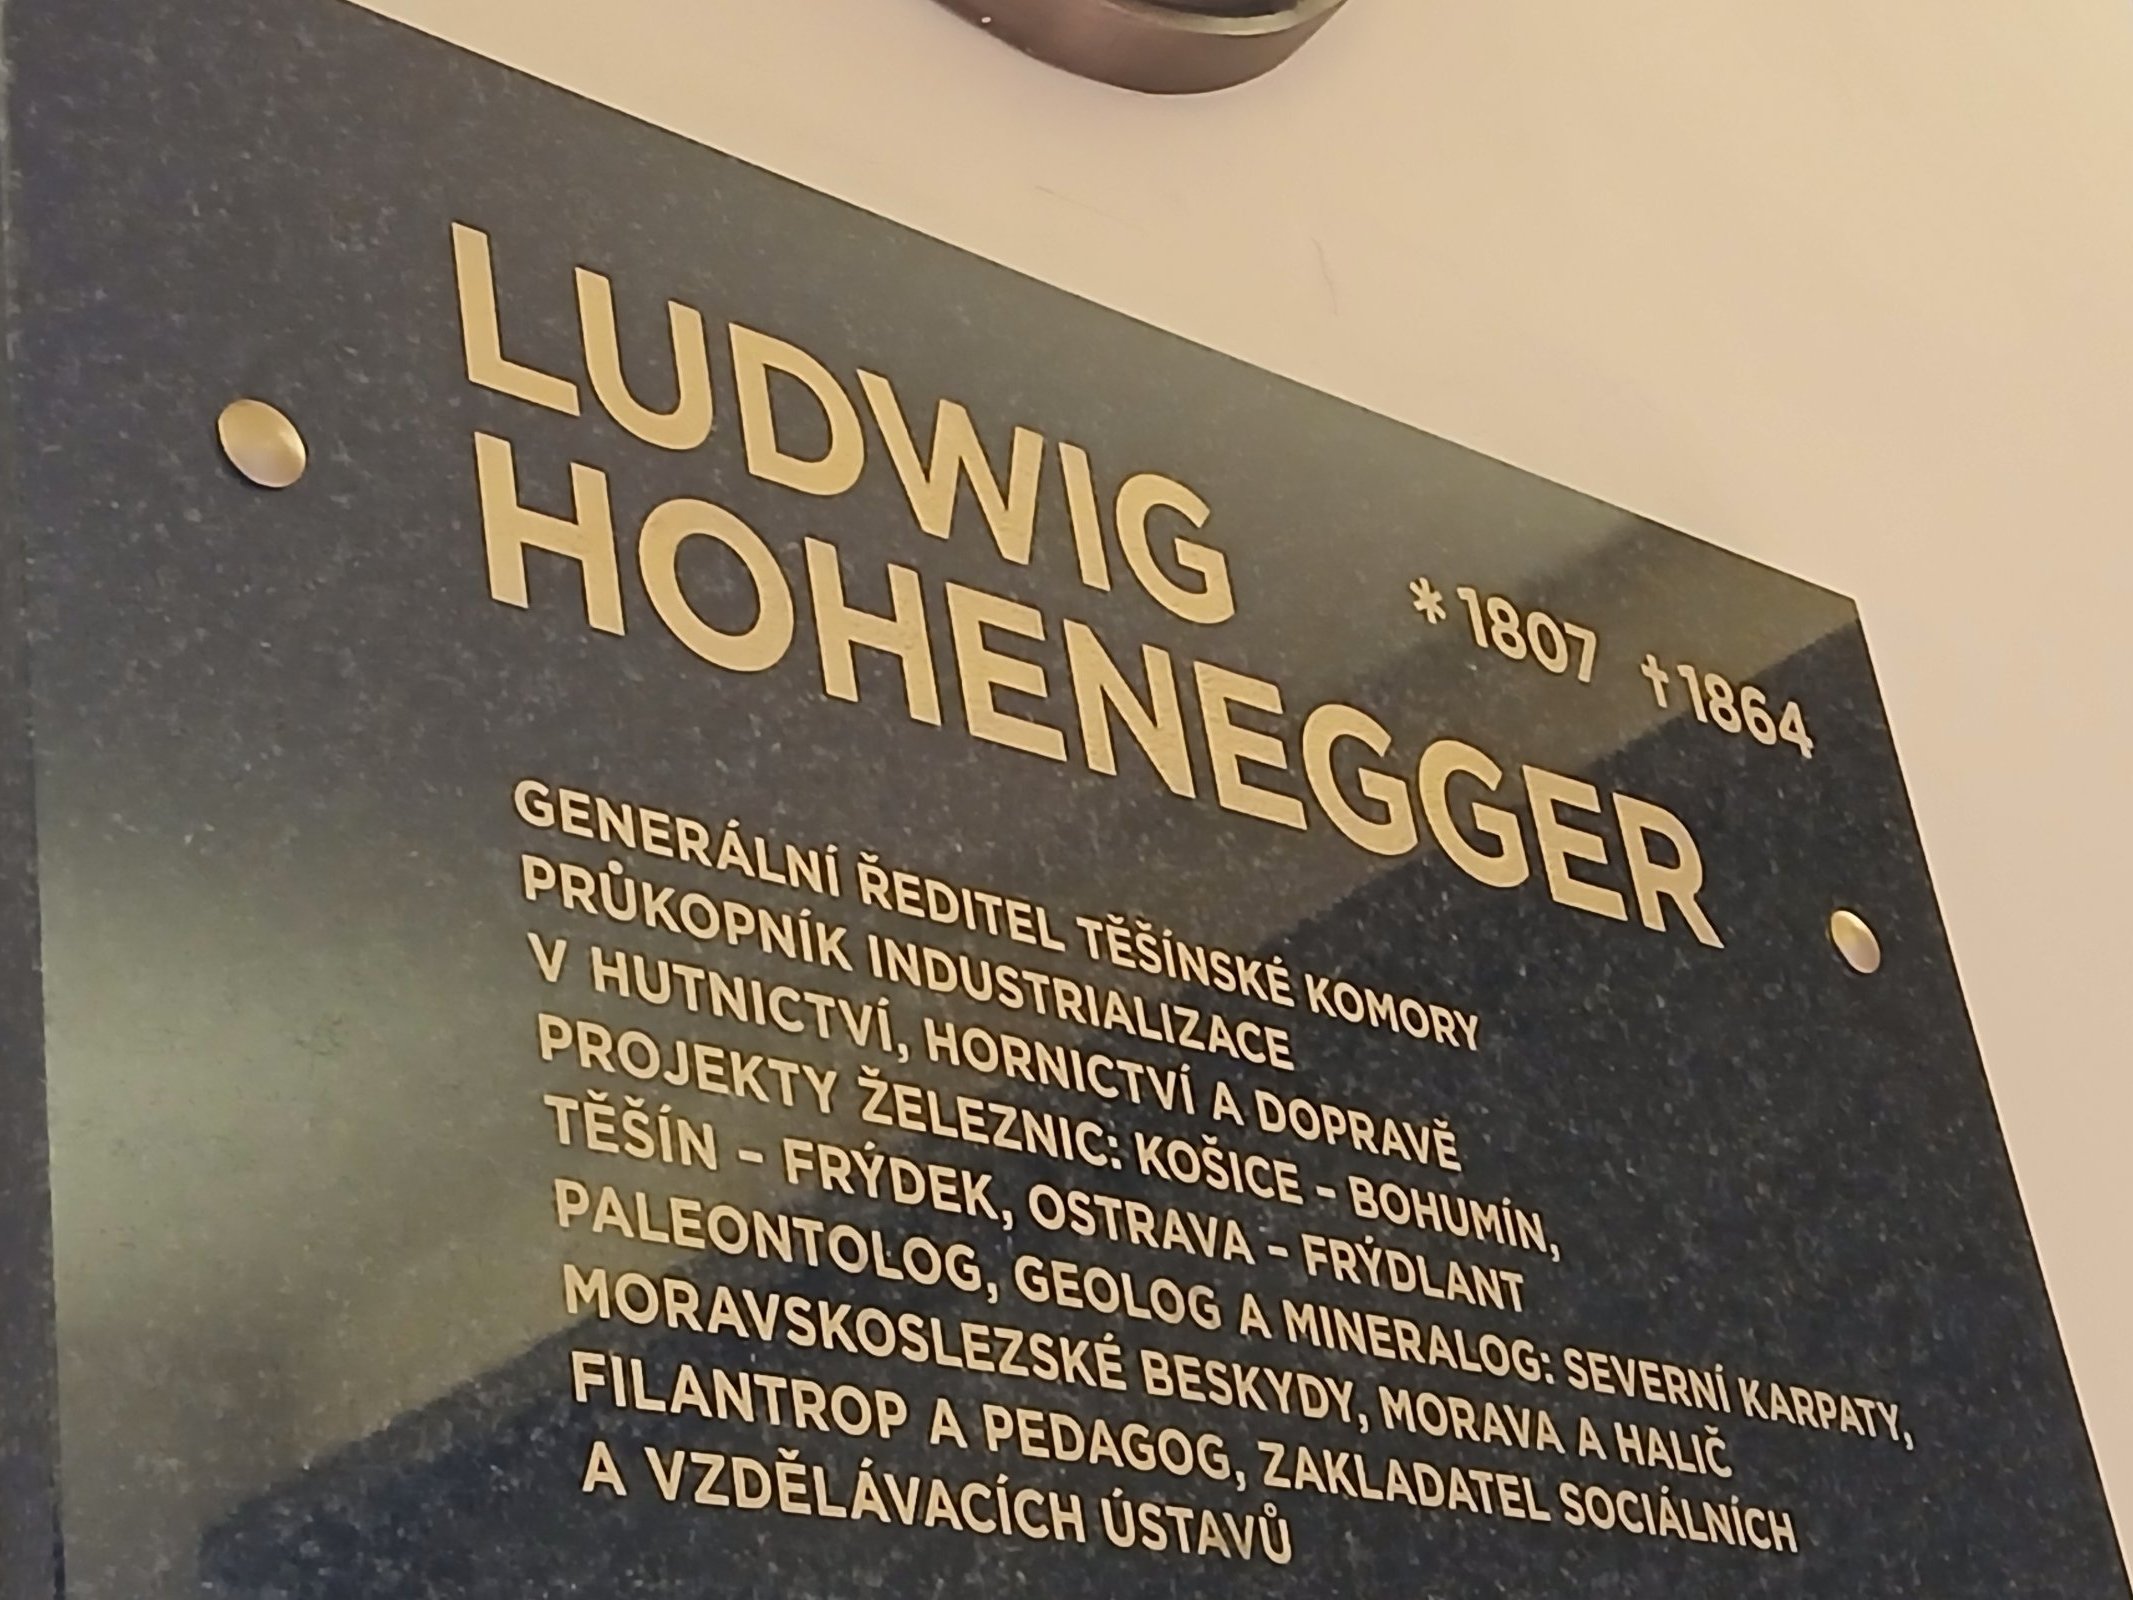 LUDWIG
HOHENEGGER
*1807 †1864
GENERÁLNÍ ŘEDITEL TĚŠÍNSKÉ KOMORY
PRŮKOPNÍK INDUSTRIALIZACE
V HUTNICTVÍ, HORNICTVÍ A DOPRAVĚ
PROJEKTY ŽELEZNIC: KOŠICE – BOHUMÍN,
TĚŠÍN – FRÝDEK, OSTRAVA – FRÝDLANT
PALEONTOLOG, GEOLOG A MINERALOG: SEVERNÍ KARPATY,
MORAVSKOSLEZSKÉ BESKYDY, MORAVA A HALIČ
FILANTROP A PEDAGOG, ZAKLADATEL SOCIÁLNÍCH
A VZDĚLÁVACÍCH ÚSTAVŮ